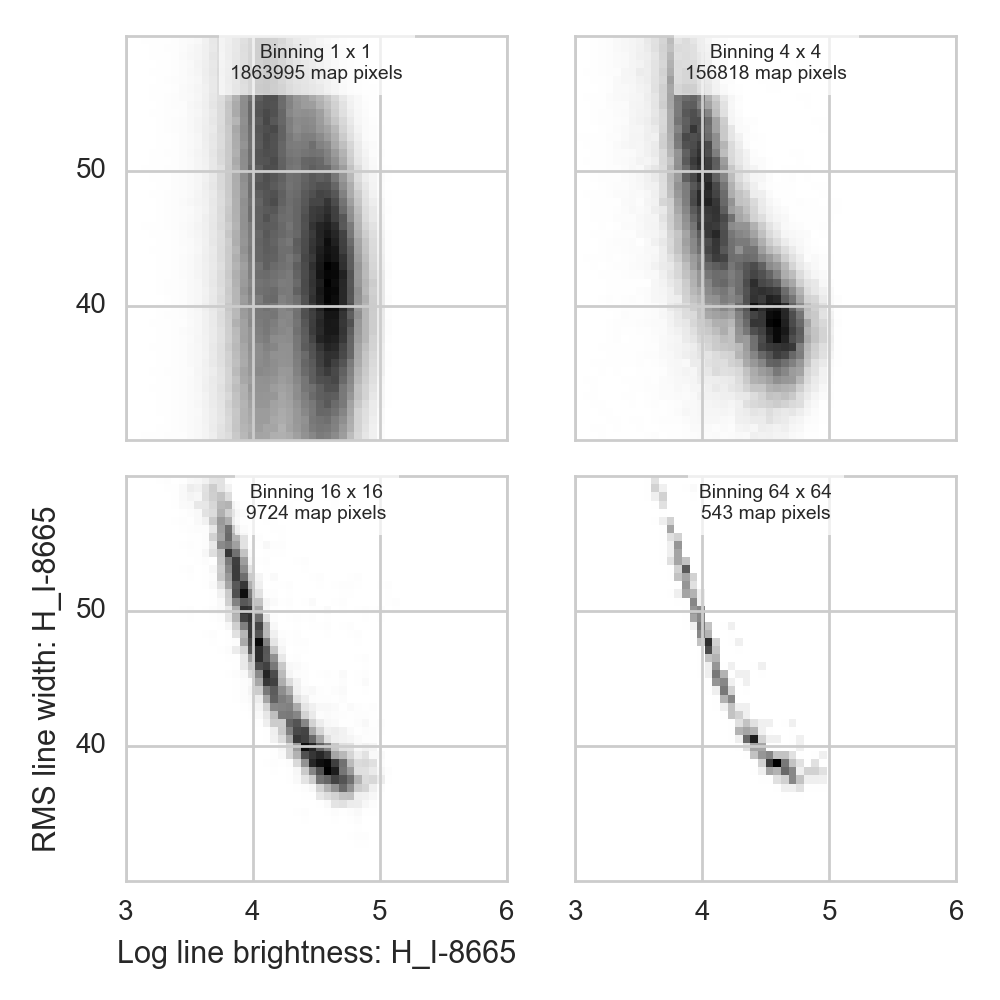 Binning 1 x 1
1863995 map pixels
Binning 4 x 4
156818 map pixels
50
40
Binning 16 x 16
9724 map pixels
Binning 64 x 64
543 map pixels
50
40
RMS line width: H_I-8665
3 4 5 6
3 4 5 6
Log line brightness: H_I-8665